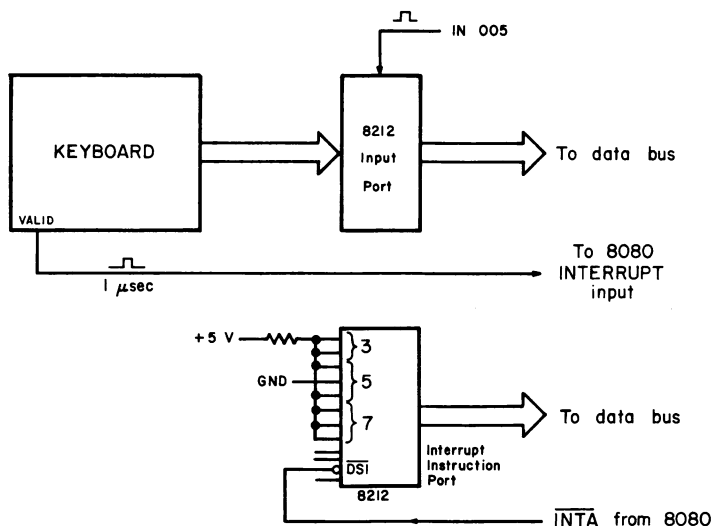 IN 005
KEYBOARD
VALID
8212
Input
Port
To data bus
1 μsec
To 8080
INTERRUPT
input
+5 V
3
GND
5
7
To data bus
DS1
Interrupt
Instruction
Port
8212
INTA from 8080